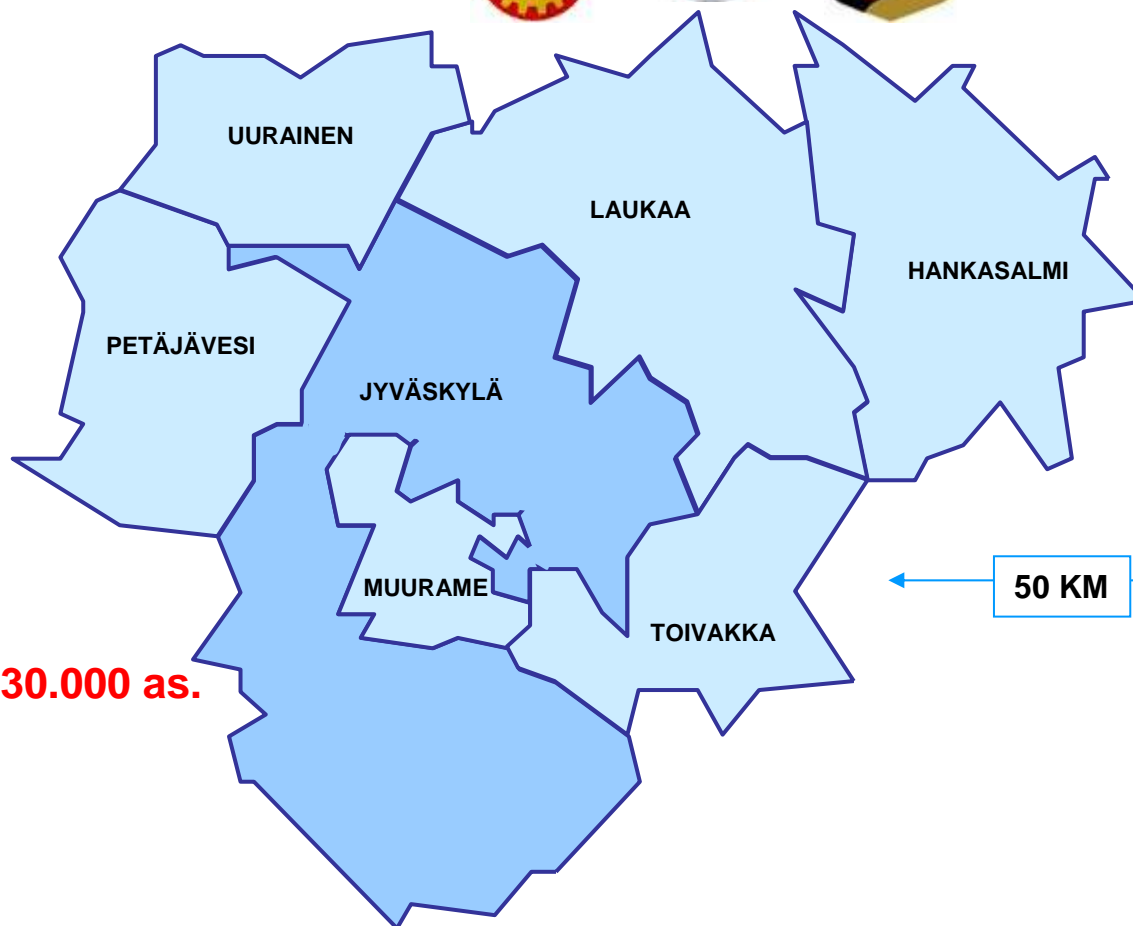 UURAINEN
LAUKAA
HANKASALMI
PETÄJÄVESI
JYVÄSKYLÄ
MUURAME
50 KM
TOIVAKKA
30.000 as.